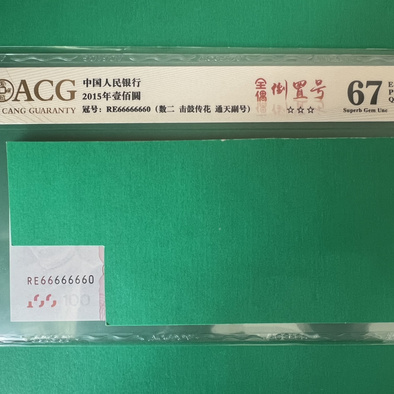 ACG
CANG GUARANTY
中国人民银行
2015年壹佰圆
冠号: RE66666660 (数二 击鼓传花 通天副号)
全偶 倒置号
☆☆☆
67 E
P
Q
Superb Gem Unc
RE66666660
100